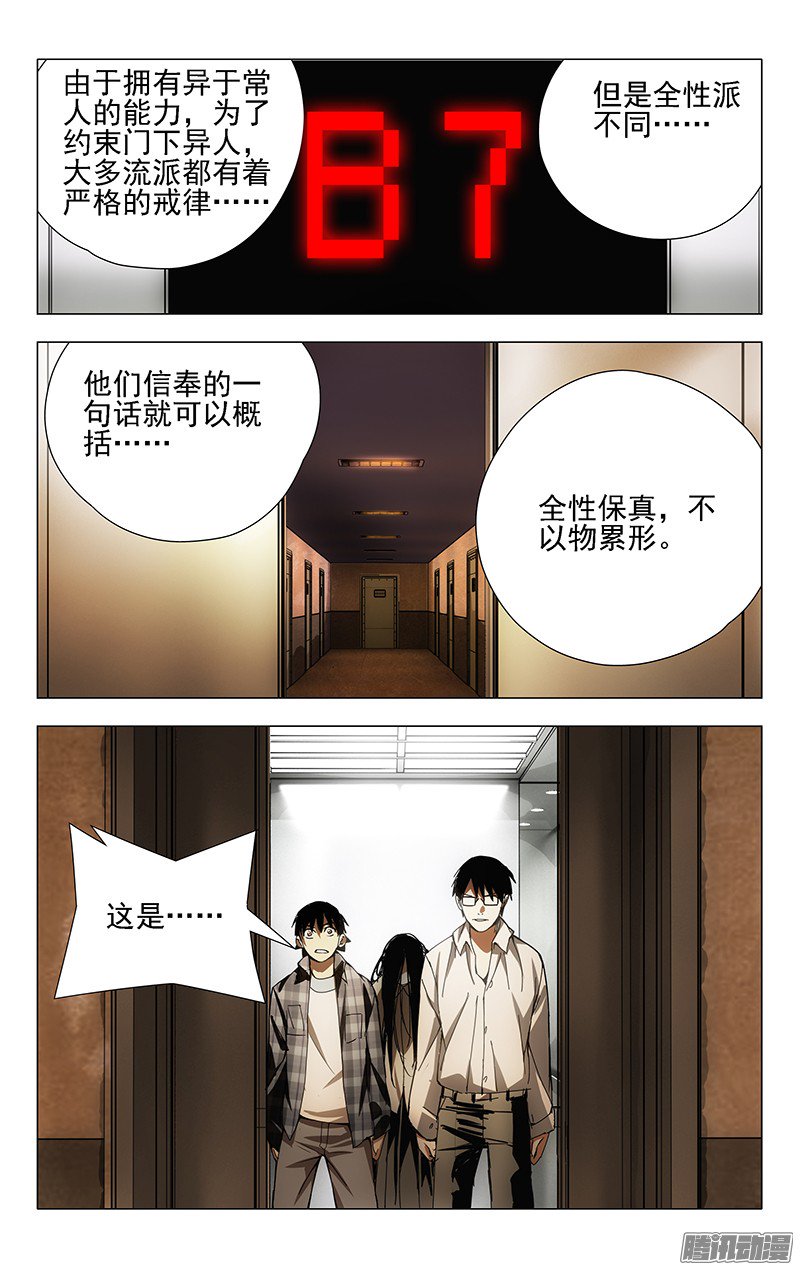 由于拥有异于常
人的能力，为了
约束门下异人，
大多流派都有着
严格的戒律……
B7
但是全性派
不同……
他们信奉的一
句话就可以概
括……
全性保真，不
以物累形。
这是……
腾讯动漫